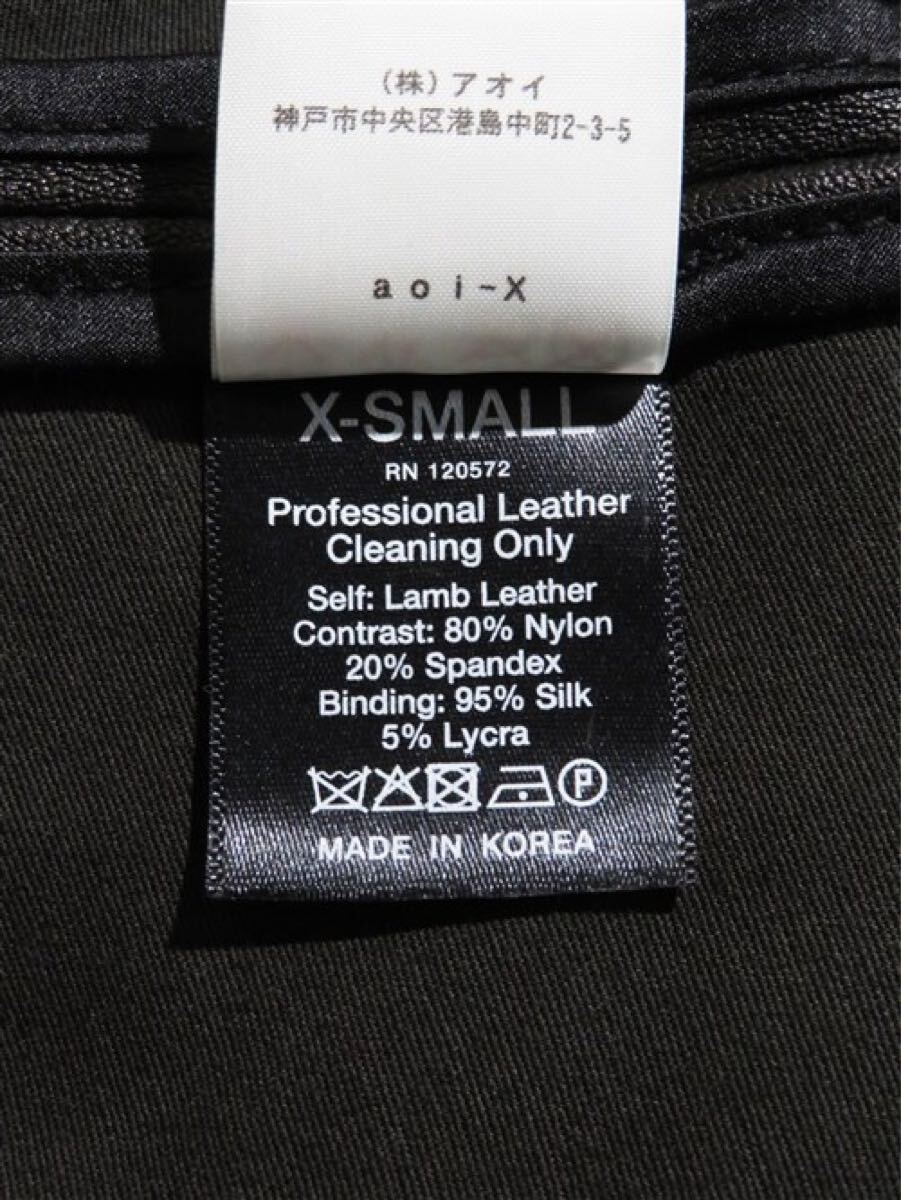 (株)アオイ
神戸市中央区港島中町2-3-5
aoi-X
X-SMALL
RN 120572
Professional Leather
Cleaning Only
Self: Lamb Leather
Contrast: 80% Nylon
20% Spandex
Binding: 95% Silk
5% Lycra
P
MADE IN KOREA